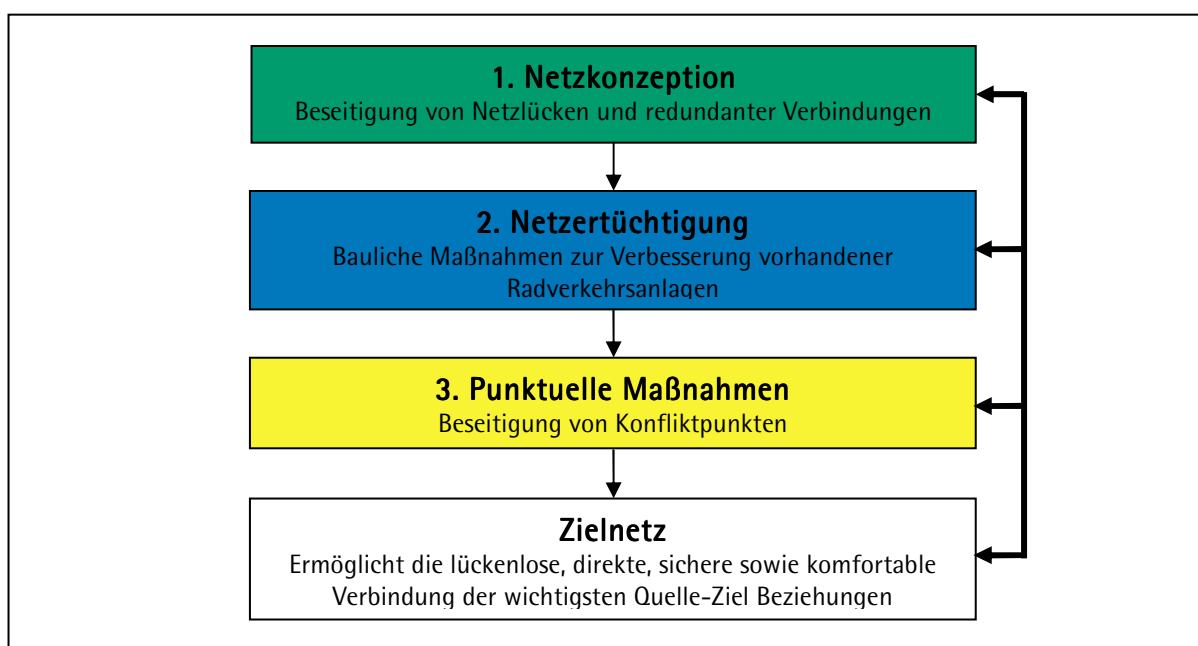 1. Netzkonzeption
Beseitigung von Netzlücken und redundanter Verbindungen
2. Netzertüchtigung
Bauliche Maßnahmen zur Verbesserung vorhandener
Radverkehrsanlagen
3. Punktuelle Maßnahmen
Beseitigung von Konfliktpunkten
Zielnetz
Ermöglicht die lückenlose, direkte, sichere sowie komfortable
Verbindung der wichtigsten Quelle-Ziel Beziehungen